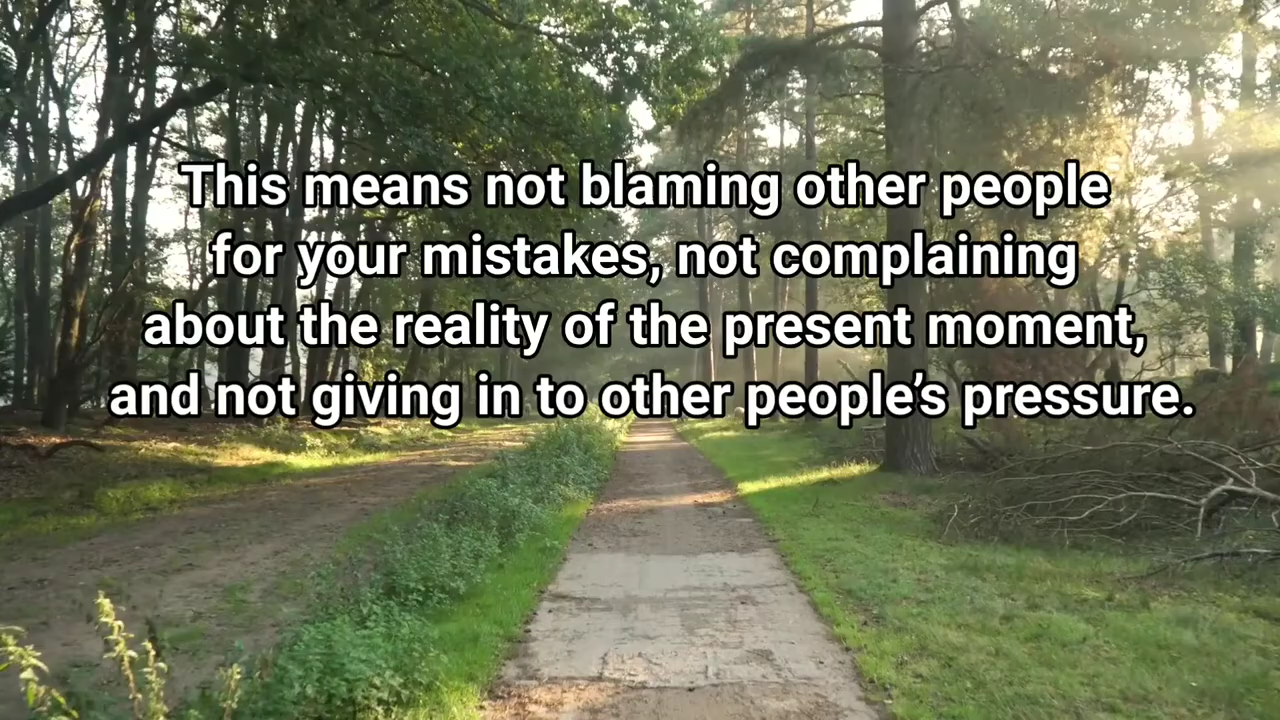 This means not blaming other people
for your mistakes, not complaining
about the reality of the present moment,
and not giving in to other people’s pressure.